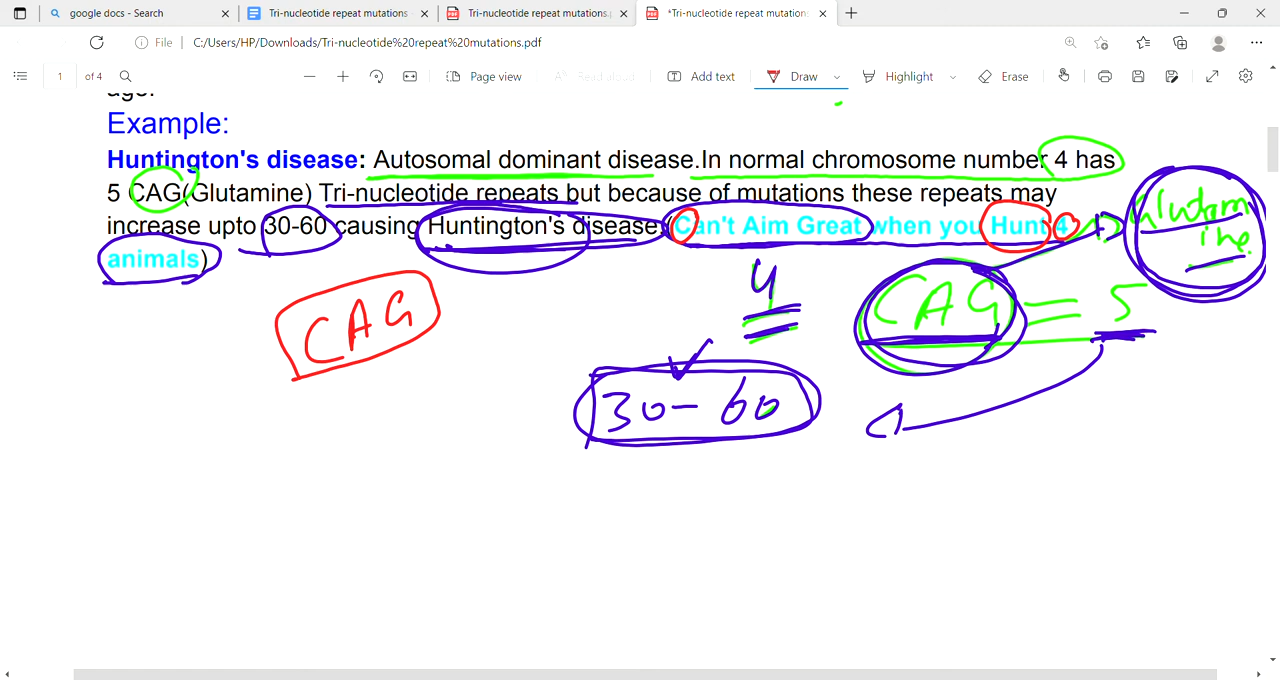 google docs - Search
Tri-nucleotide repeat mutations
Tri-nucleotide repeat mutations.
*Tri-nucleotide repeat mutations
File C:/Users/HP/Downloads/Tri-nucleotide%20repeat%20mutations.pdf
1 of 4 Page view Read aloud Add text Draw Highlight Erase
age.
Example:
Huntington's disease: Autosomal dominant disease.In normal chromosome number 4 has
5 CAG(Glutamine) Tri-nucleotide repeats but because of mutations these repeats may
increase upto 30-60 causing Huntington's disease.(Can't Aim Great when you Hunt 4
animals)
Glutam
ine
4
CAG = 5
CAG
30-60